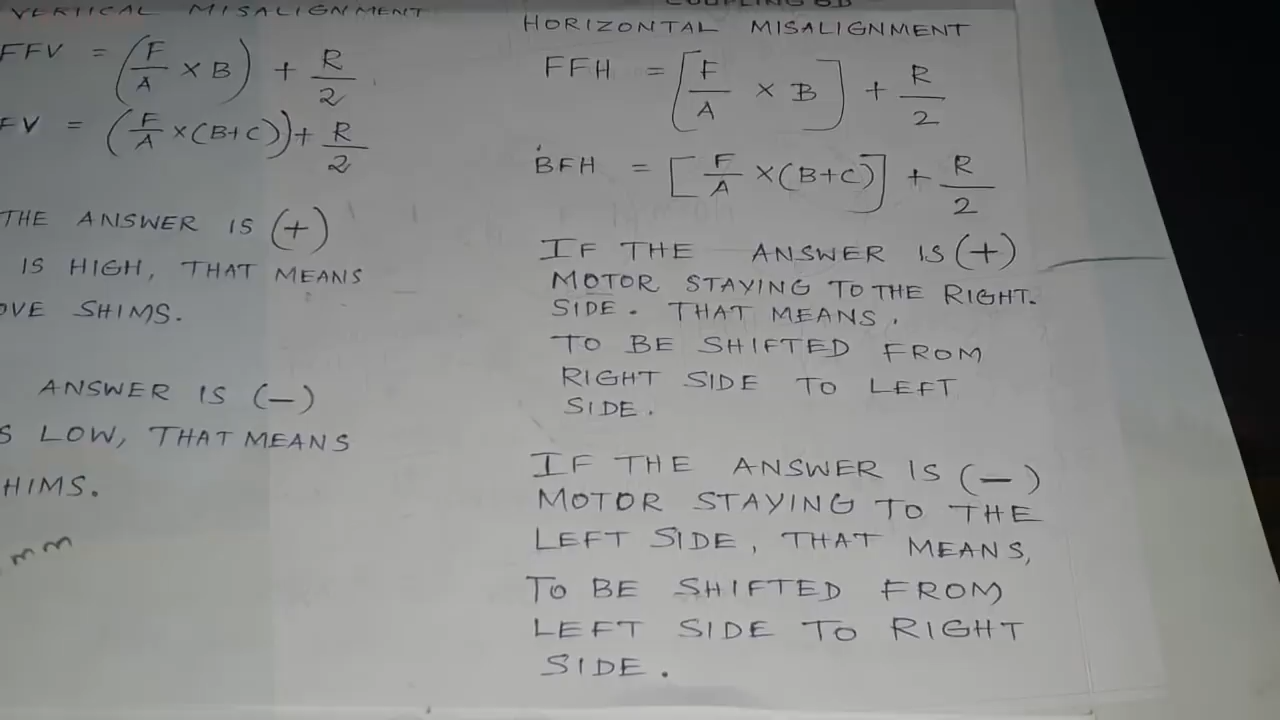 VERTICAL MISALIGNMENT
FFV = (F/A × B) + R/2
FV = (F/A × (B+C)) + R/2
THE ANSWER IS (+)
IS HIGH, THAT MEANS
OVE SHIMS.
ANSWER IS (−)
S LOW, THAT MEANS
HIMS.
mm
HORIZONTAL MISALIGNMENT
FFH = [F/A × B] + R/2
BFH = [F/A × (B+C)] + R/2
IF THE ANSWER IS (+)
MOTOR STAYING TO THE RIGHT.
SIDE. THAT MEANS.
TO BE SHIFTED FROM
RIGHT SIDE TO LEFT
SIDE.
IF THE ANSWER IS (−)
MOTOR STAYING TO THE
LEFT SIDE, THAT MEANS,
TO BE SHIFTED FROM
LEFT SIDE TO RIGHT
SIDE.